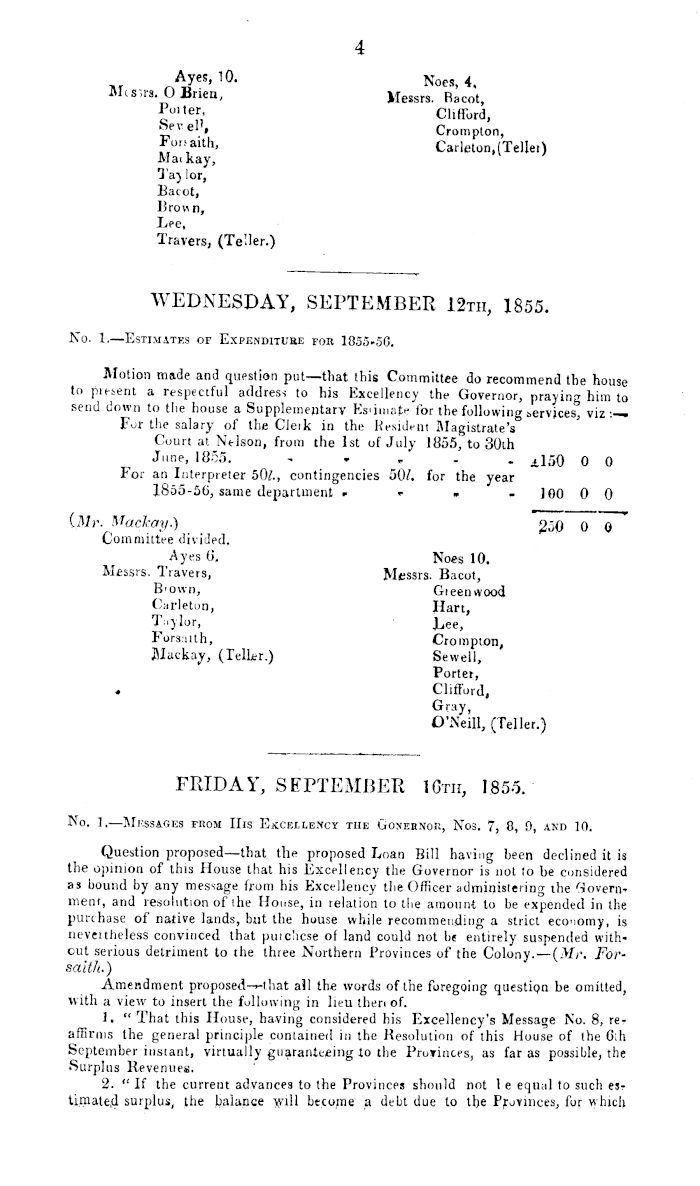 4
Ayes, 10.
Messrs. O Brien,
Porter,
Sewell,
Forsaith,
Mackay,
Taylor,
Bacot,
Brown,
Lee,
Travers, (Teller.)
Noes, 4.
Messrs. Bacot,
Clifford,
Crompton,
Carleton,(Teller)
WEDNESDAY, SEPTEMBER 12TH, 1855.
No. 1.—ESTIMATES OF EXPENDITURE FOR 1855-56.
Motion made and question put—that this Committee do recommend the house
to present a respectful address to his Excellency the Governor, praying him to
send down to the house a Supplementary Estimate for the following services, viz :—
For the salary of the Clerk in the Resident Magistrate's
Court at Nelson, from the 1st of July 1855, to 30th
June, 1855. - - - - - £150 0 0
For an Interpreter 50l., contingencies 50l. for the year
1855-56, same department - - - - 100 0 0
(Mr. Mackay.) 250 0 0
Committee divided.
Ayes 6.
Messrs. Travers,
Brown,
Carleton,
Taylor,
Forsaith,
Mackay, (Teller.)
Noes 10.
Messrs. Bacot,
Greenwood
Hart,
Lee,
Crompton,
Sewell,
Porter,
Clifford,
Gray,
O'Neill, (Teller.)
FRIDAY, SEPTEMBER 16TH, 1855.
No. 1.—MESSAGES FROM HIS EXCELLENCY THE GONERNOR, NOS. 7, 8, 9, AND 10.
Question proposed—that the proposed Loan Bill having been declined it is
the opinion of this House that his Excellency the Governor is not to be considered
as bound by any message from his Excellency the Officer administering the Govern-
ment, and resolution of the House, in relation to the amount to be expended in the
purchase of native lands, but the house while recommending a strict economy, is
nevertheless convinced that purchese of land could not be entirely suspended with-
out serious detriment to the three Northern Provinces of the Colony.—(Mr. For-
saith.)
Amendment proposed—that all the words of the foregoing question be omitted,
with a view to insert the following in lieu thereof.
1. “ That this House, having considered his Excellency's Message No. 8, re-
affirms the general principle contained in the Resolution of this House of the 6th
September instant, virtually guaranteeing to the Provinces, as far as possible, the
Surplus Revenues.
2. “ If the current advances to the Provinces should not be equal to such es-
timated surplus, the balance will become a debt due to the Provinces, for which